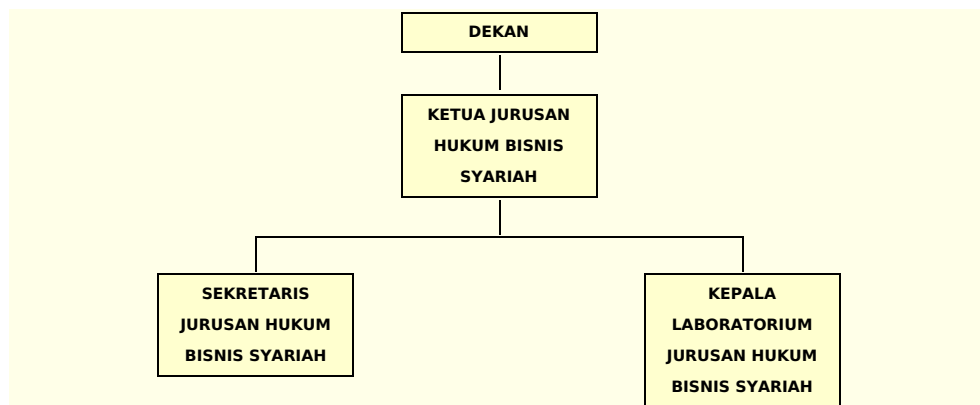 DEKAN
KETUA JURUSAN
HUKUM BISNIS
SYARIAH
SEKRETARIS
JURUSAN HUKUM
BISNIS SYARIAH
KEPALA
LABORATORIUM
JURUSAN HUKUM
BISNIS SYARIAH